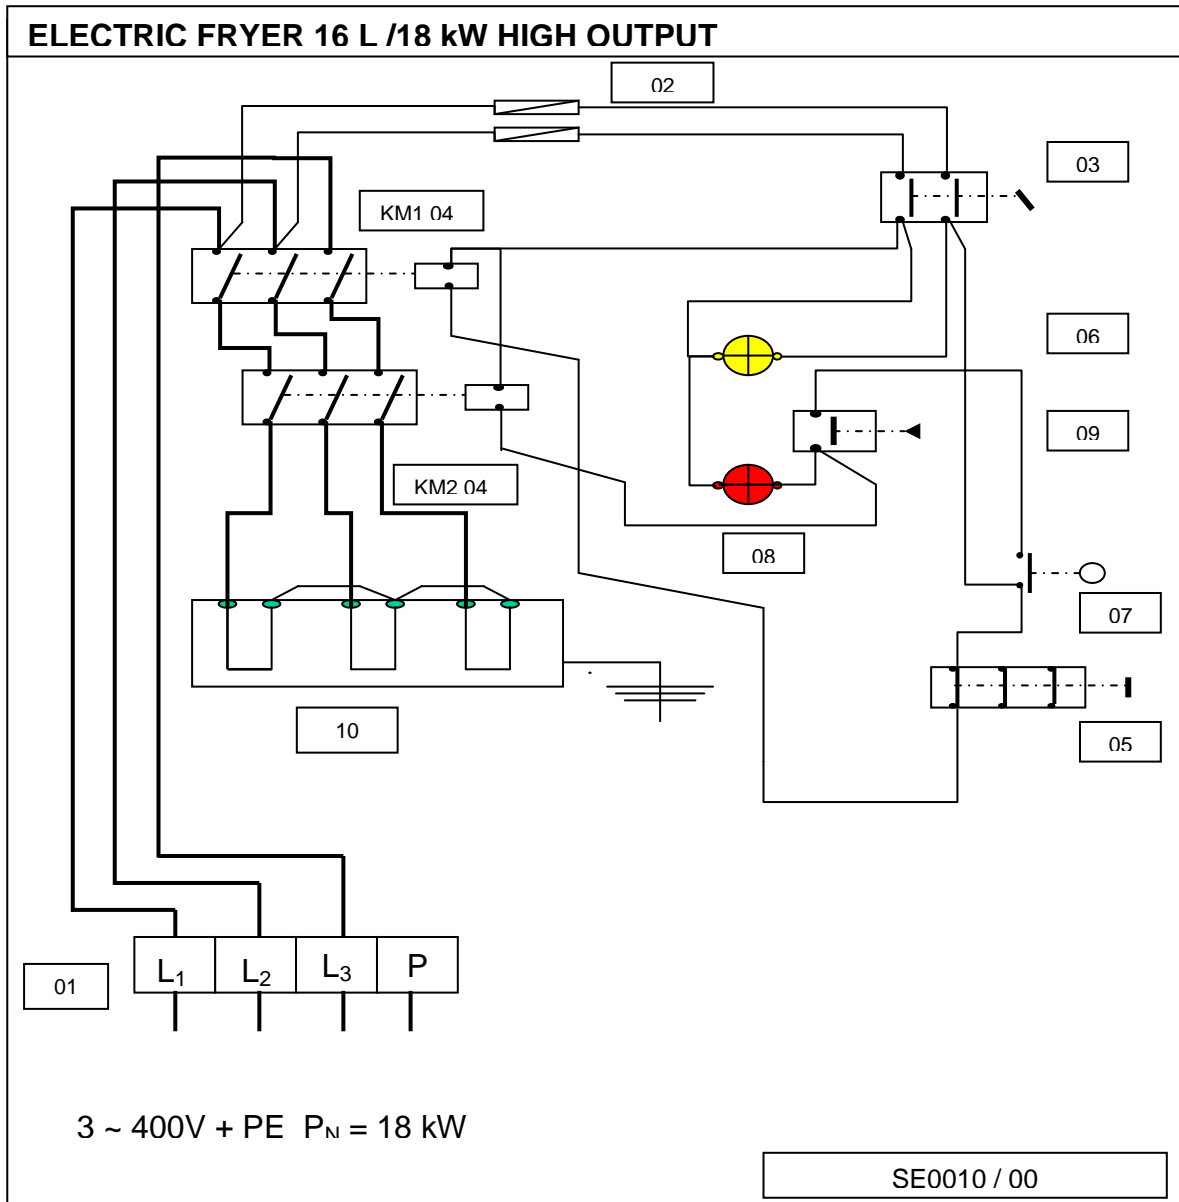 ELECTRIC FRYER 16 L /18 kW HIGH OUTPUT
02
03
KM1 04
06
09
KM2 04
08
07
10
05
L₁ L₂ L₃ P
01
3 ~ 400V + PE P_N = 18 kW
SE0010 / 00